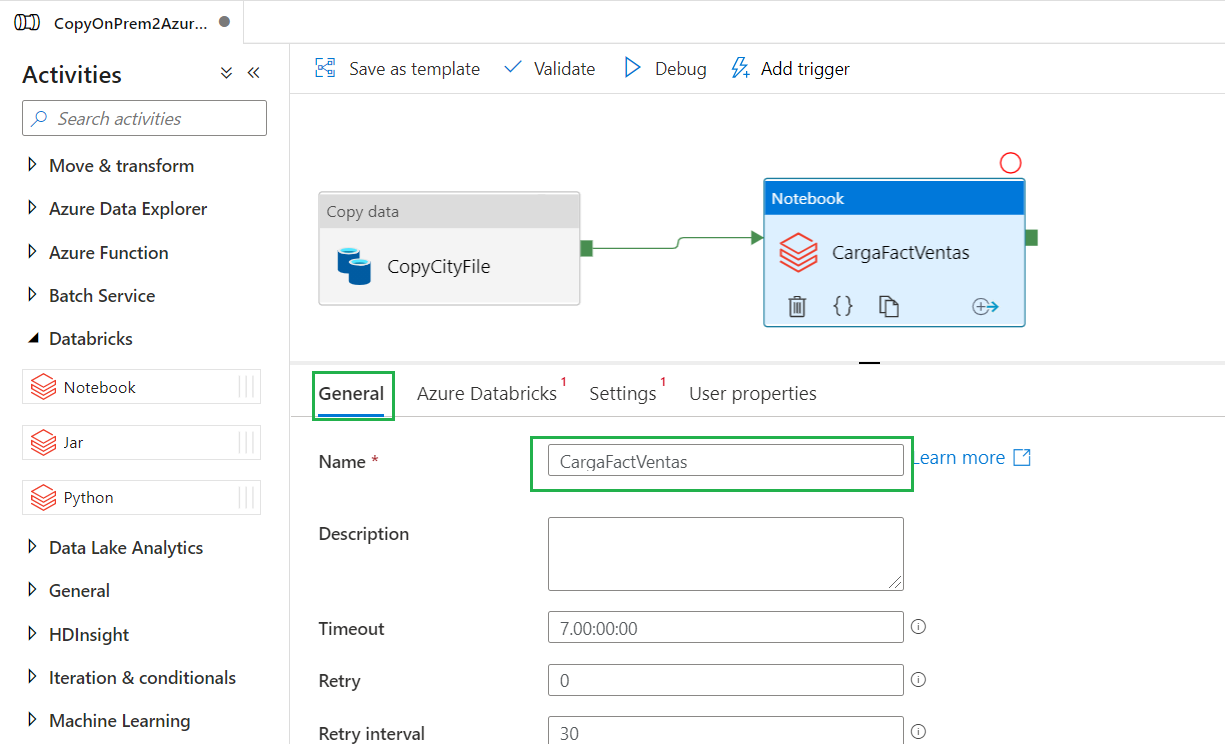 CopyOnPrem2Azur...
Activities
Search activities
Move & transform
Azure Data Explorer
Azure Function
Batch Service
Databricks
Notebook
Jar
Python
Data Lake Analytics
General
HDInsight
Iteration & conditionals
Machine Learning
Save as template
Validate
Debug
Add trigger
Copy data
CopyCityFile
Notebook
CargaFactVentas
General
Azure Databricks 1
Settings 1
User properties
Name *
CargaFactVentas
Learn more
Description
Timeout
7.00:00:00
Retry
0
Retry interval
30